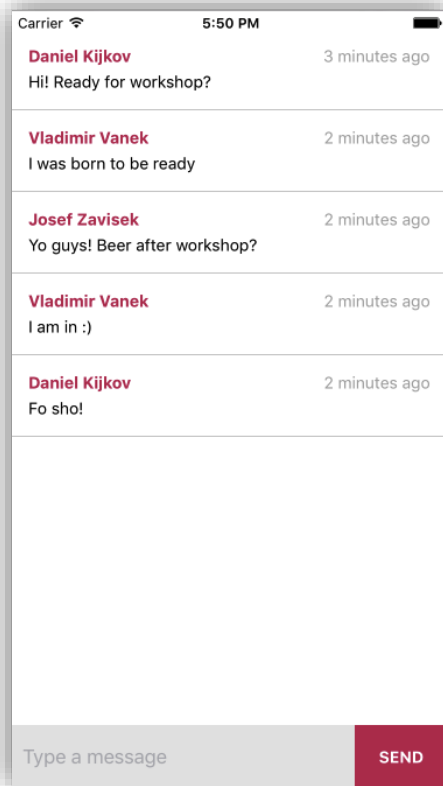 Carrier 5:50 PM
Daniel Kijkov 3 minutes ago
Hi! Ready for workshop?
Vladimir Vanek 2 minutes ago
I was born to be ready
Josef Zavisek 2 minutes ago
Yo guys! Beer after workshop?
Vladimir Vanek 2 minutes ago
I am in :)
Daniel Kijkov 2 minutes ago
Fo sho!
Type a message SEND